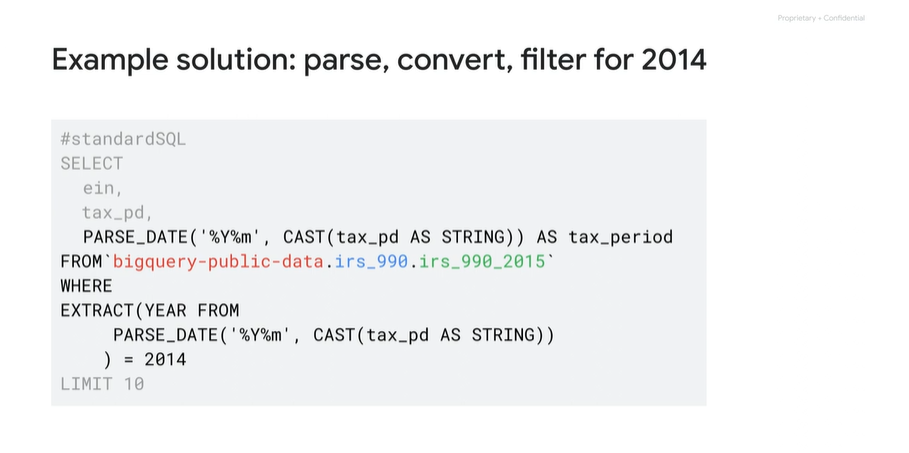 Proprietary + Confidential
Example solution: parse, convert, filter for 2014
#standardSQL
SELECT
  ein,
  tax_pd,
  PARSE_DATE('%Y%m', CAST(tax_pd AS STRING)) AS tax_period
FROM`bigquery-public-data.irs_990.irs_990_2015`
WHERE
EXTRACT(YEAR FROM
     PARSE_DATE('%Y%m', CAST(tax_pd AS STRING))
    ) = 2014
LIMIT 10